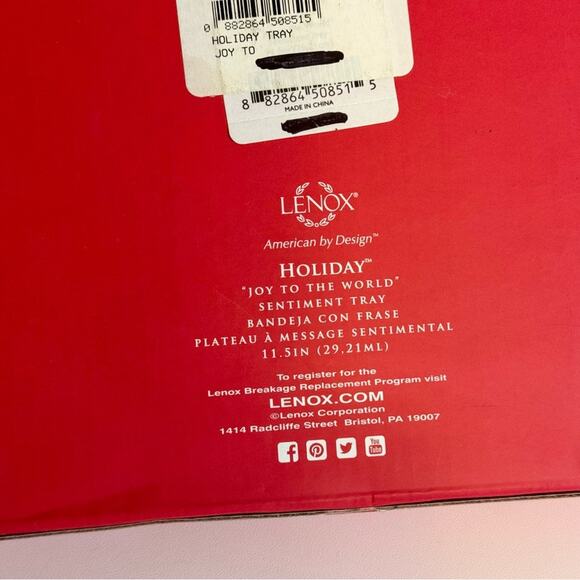 0 882864 508515
HOLIDAY TRAY
JOY TO
8 82864 50851 5
MADE IN CHINA
LENOX®
American by Design™
HOLIDAY™
"JOY TO THE WORLD"
SENTIMENT TRAY
BANDEJA CON FRASE
PLATEAU À MESSAGE SENTIMENTAL
11.5IN (29,21ML)
To register for the
Lenox Breakage Replacement Program visit
LENOX.COM
©Lenox Corporation
1414 Radcliffe Street Bristol, PA 19007
You
Tube